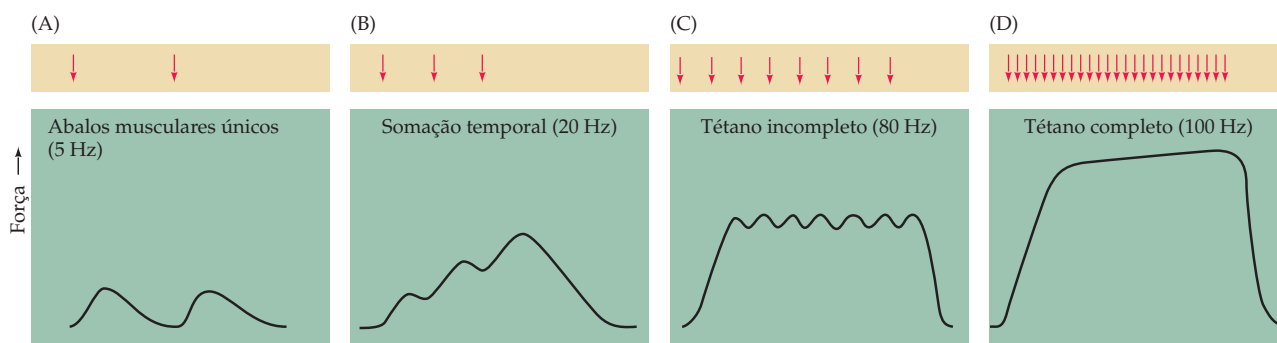 (A)
(B)
(C)
(D)
Abalos musculares únicos
(5 Hz)
Somação temporal (20 Hz)
Tétano incompleto (80 Hz)
Tétano completo (100 Hz)
Força